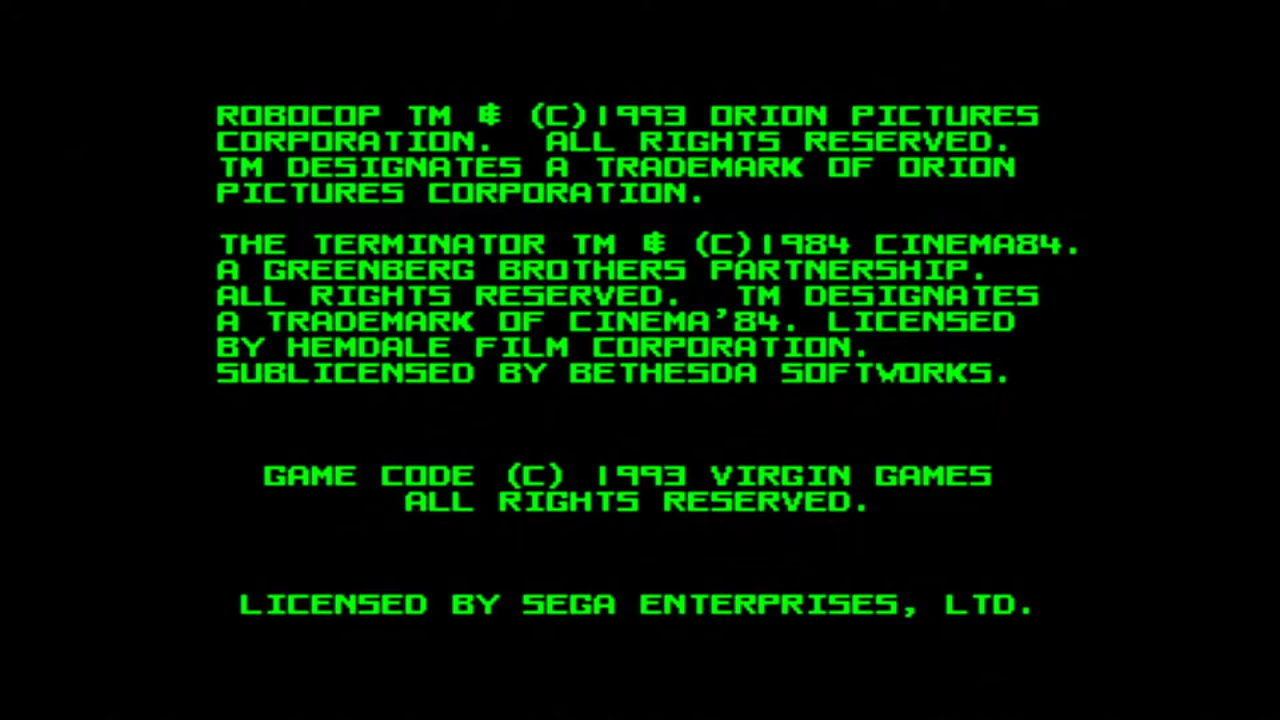 ROBOCOP TM & (C)1993 ORION PICTURES
CORPORATION.  ALL RIGHTS RESERVED.
TM DESIGNATES A TRADEMARK OF ORION
PICTURES CORPORATION.
THE TERMINATOR TM & (C)1984 CINEMA84.
A GREENBERG BROTHERS PARTNERSHIP.
ALL RIGHTS RESERVED.  TM DESIGNATES
A TRADEMARK OF CINEMA'84. LICENSED
BY HEMDALE FILM CORPORATION.
SUBLICENSED BY BETHESDA SOFTWORKS.
GAME CODE (C) 1993 VIRGIN GAMES
ALL RIGHTS RESERVED.
LICENSED BY SEGA ENTERPRISES, LTD.